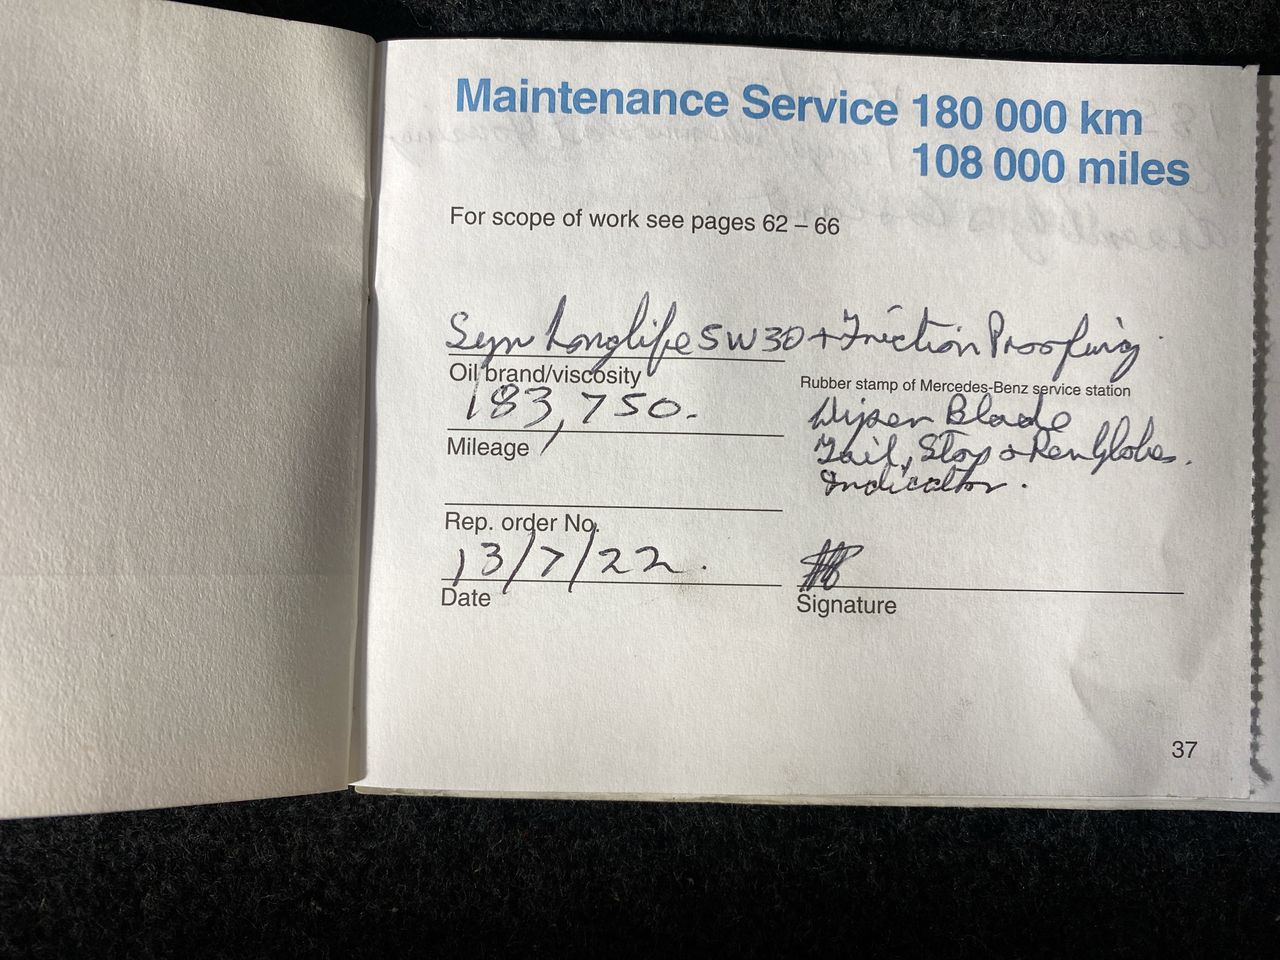 Maintenance Service 180 000 km
108 000 miles
For scope of work see pages 62 – 66
Syn Longlife 5W30 + Friction Proofing
Oil brand/viscosity
Rubber stamp of Mercedes-Benz service station
183,750.
Wiper Blade
Mileage
Tail, Stop & Ren Globes.
Indicator.
Rep. order No.
13/7/22.
Date
Signature
37